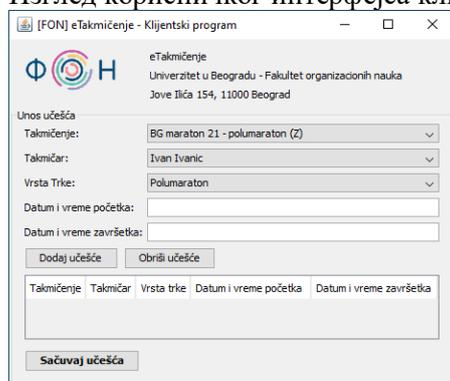 Изглед корисничког интерфејса
[FON] eTakmičenje - Klijentski program
ФОН
eTakmičenje
Univerzitet u Beogradu - Fakultet organizacionih nauka
Jove Ilića 154, 11000 Beograd
Unos učešća
Takmičenje: BG maraton 21 - polumaraton (Z)
Takmičar: Ivan Ivanic
Vrsta Trke: Polumaraton
Datum i vreme početka:
Datum i vreme završetka:
Dodaj učešće Obriši učešće
Takmičenje Takmičar Vrsta trke Datum i vreme početka Datum i vreme završetka
Sačuvaj učešća